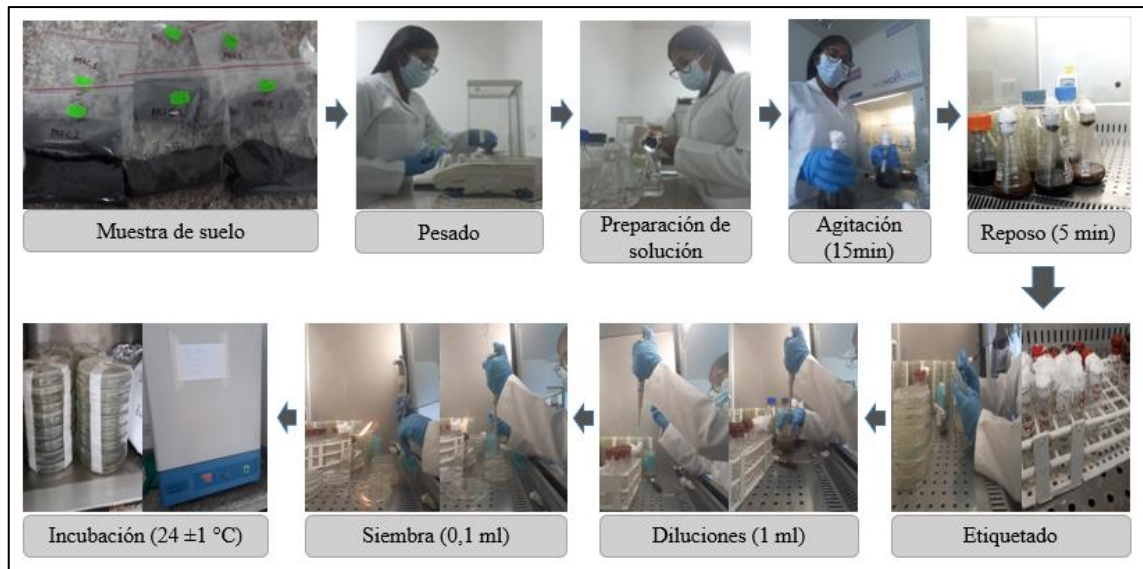 Muestra de suelo
Pesado
Preparación de
solución
Agitación
(15min)
Reposo (5 min)
Etiquetado
Diluciones (1 ml)
Siembra (0,1 ml)
Incubación (24 ±1 °C)